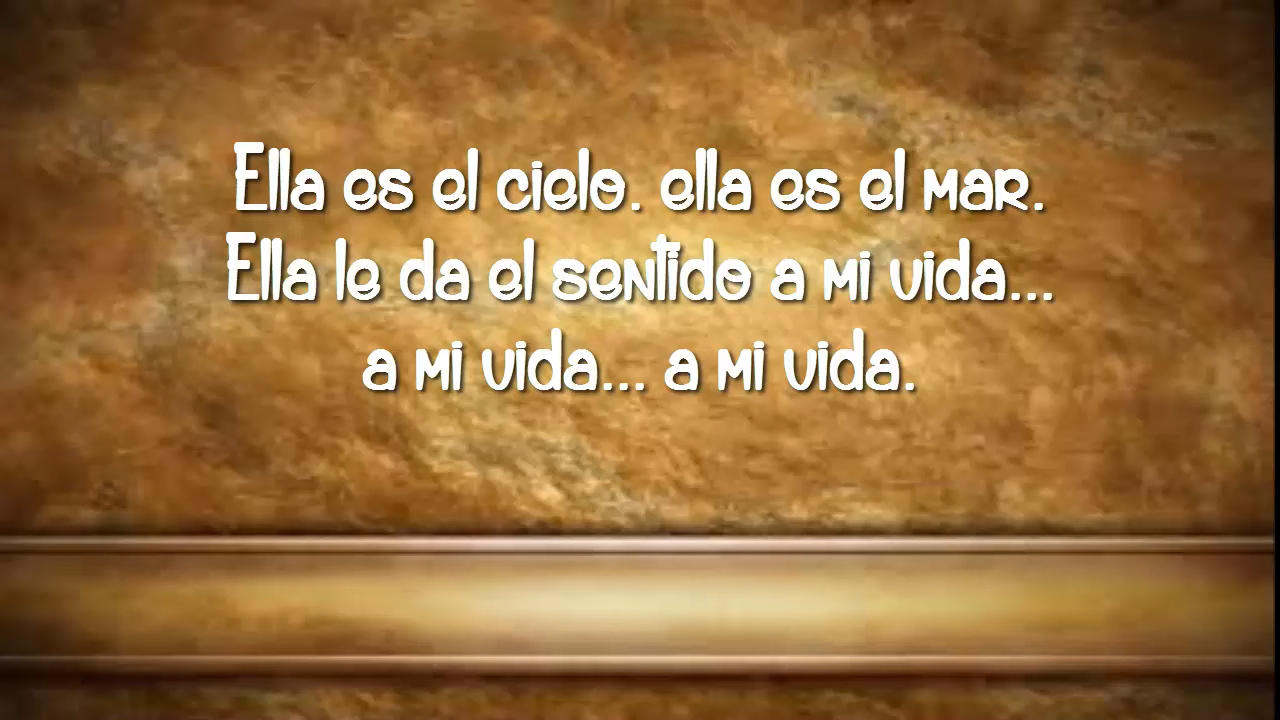 Ella es el cielo. ella es el mar.
Ella le da el sentido a mi vida...
a mi vida... a mi vida.